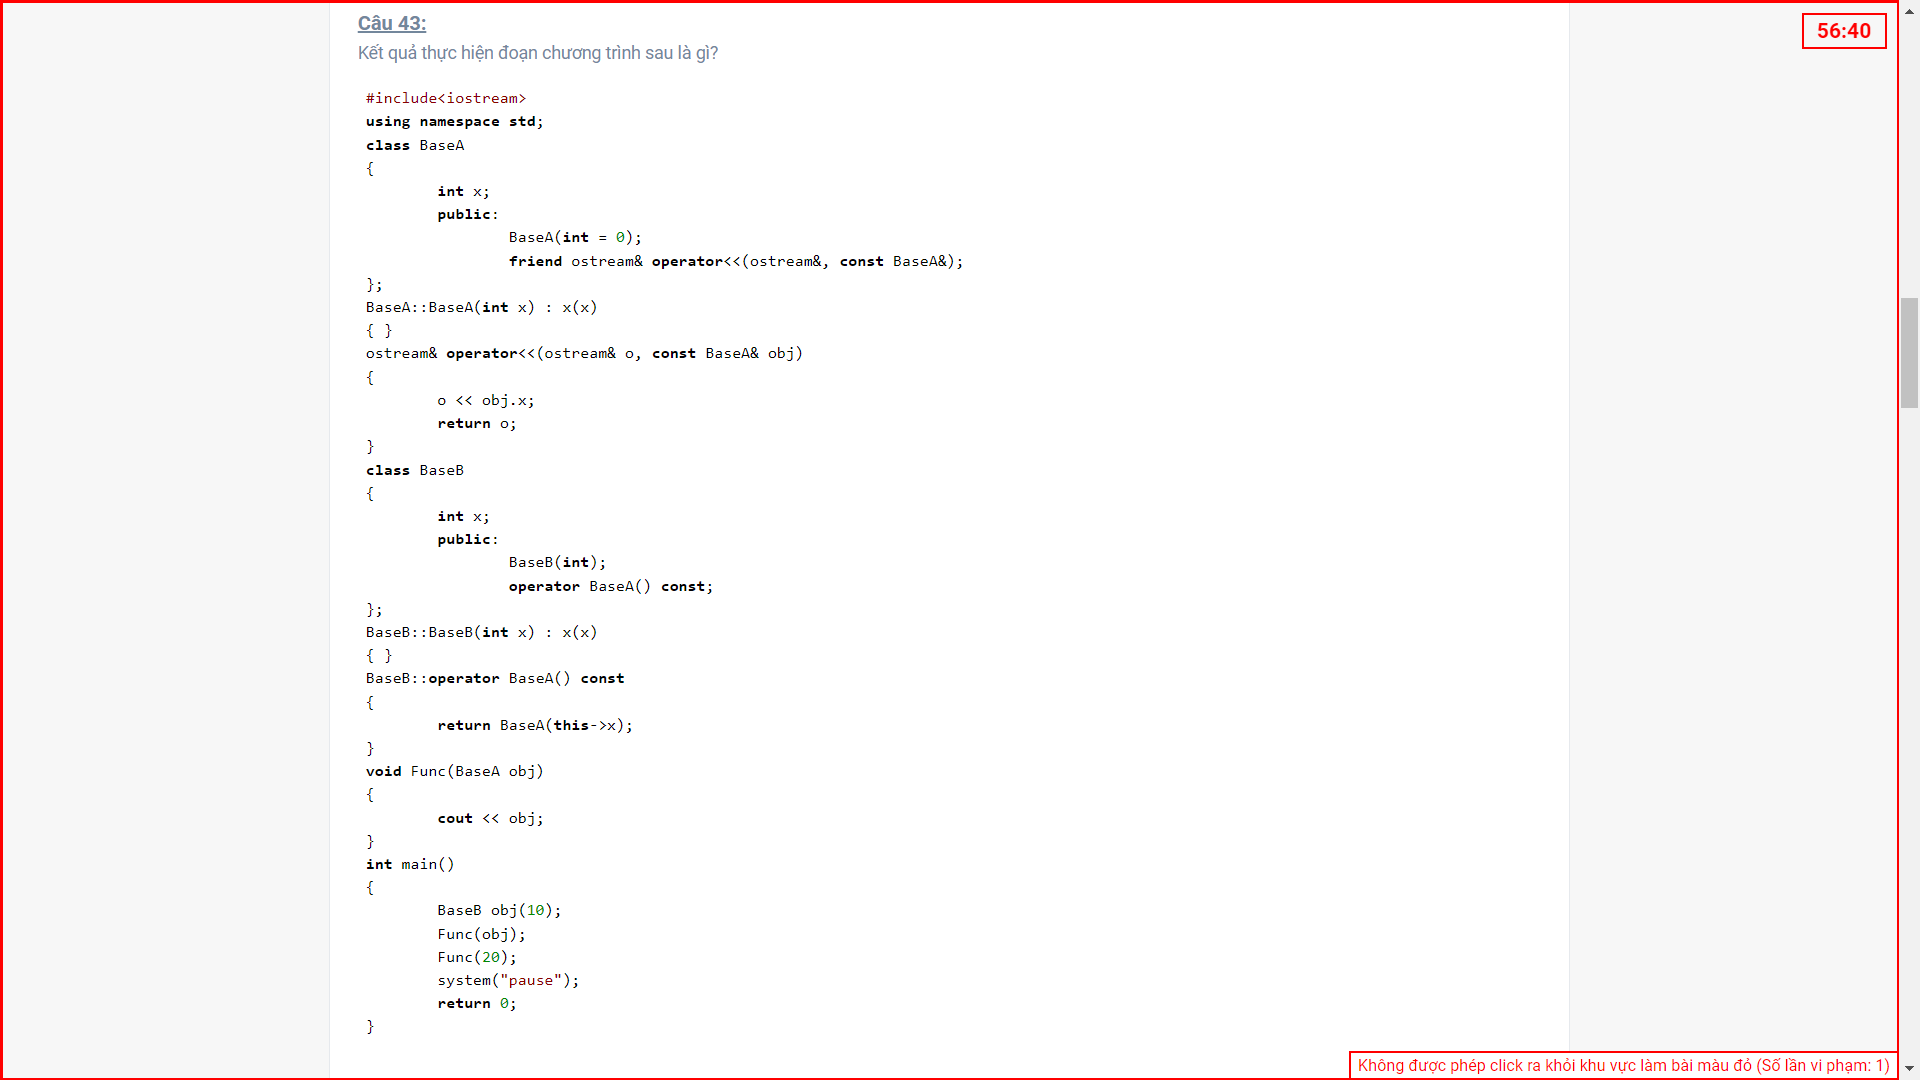 Câu 43:
56:40
Kết quả thực hiện đoạn chương trình sau là gì?
#include<iostream>
using namespace std;
class BaseA
{
int x;
public:
BaseA(int = 0);
friend ostream& operator<<(ostream&, const BaseA&);
};
BaseA::BaseA(int x) : x(x)
{ }
ostream& operator<<(ostream& o, const BaseA& obj)
{
o << obj.x;
return o;
}
class BaseB
{
int x;
public:
BaseB(int);
operator BaseA() const;
};
BaseB::BaseB(int x) : x(x)
{ }
BaseB::operator BaseA() const
{
return BaseA(this->x);
}
void Func(BaseA obj)
{
cout << obj;
}
int main()
{
BaseB obj(10);
Func(obj);
Func(20);
system("pause");
return 0;
}
Không được phép click ra khỏi khu vực làm bài màu đỏ (Số lần vi phạm: 1)